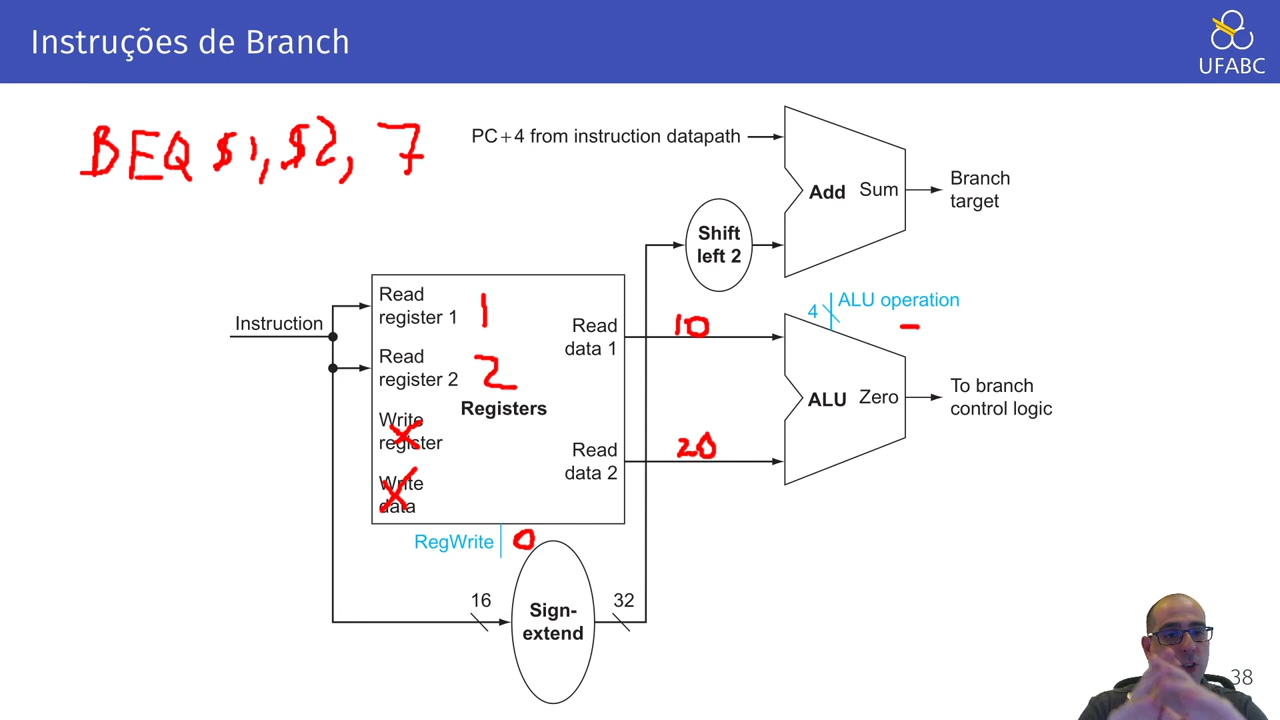 Instruções de Branch
UFABC
BEQ $1, $2, 7
PC+4 from instruction datapath
Add Sum
Branch
target
Shift
left 2
Instruction
Read
register 1
1
Read
data 1
10
4
ALU operation
-
Read
register 2
2
Registers
ALU Zero
To branch
control logic
Write
register
X
Read
data 2
20
Write
data
X
RegWrite
0
16
Sign-
extend
32
38